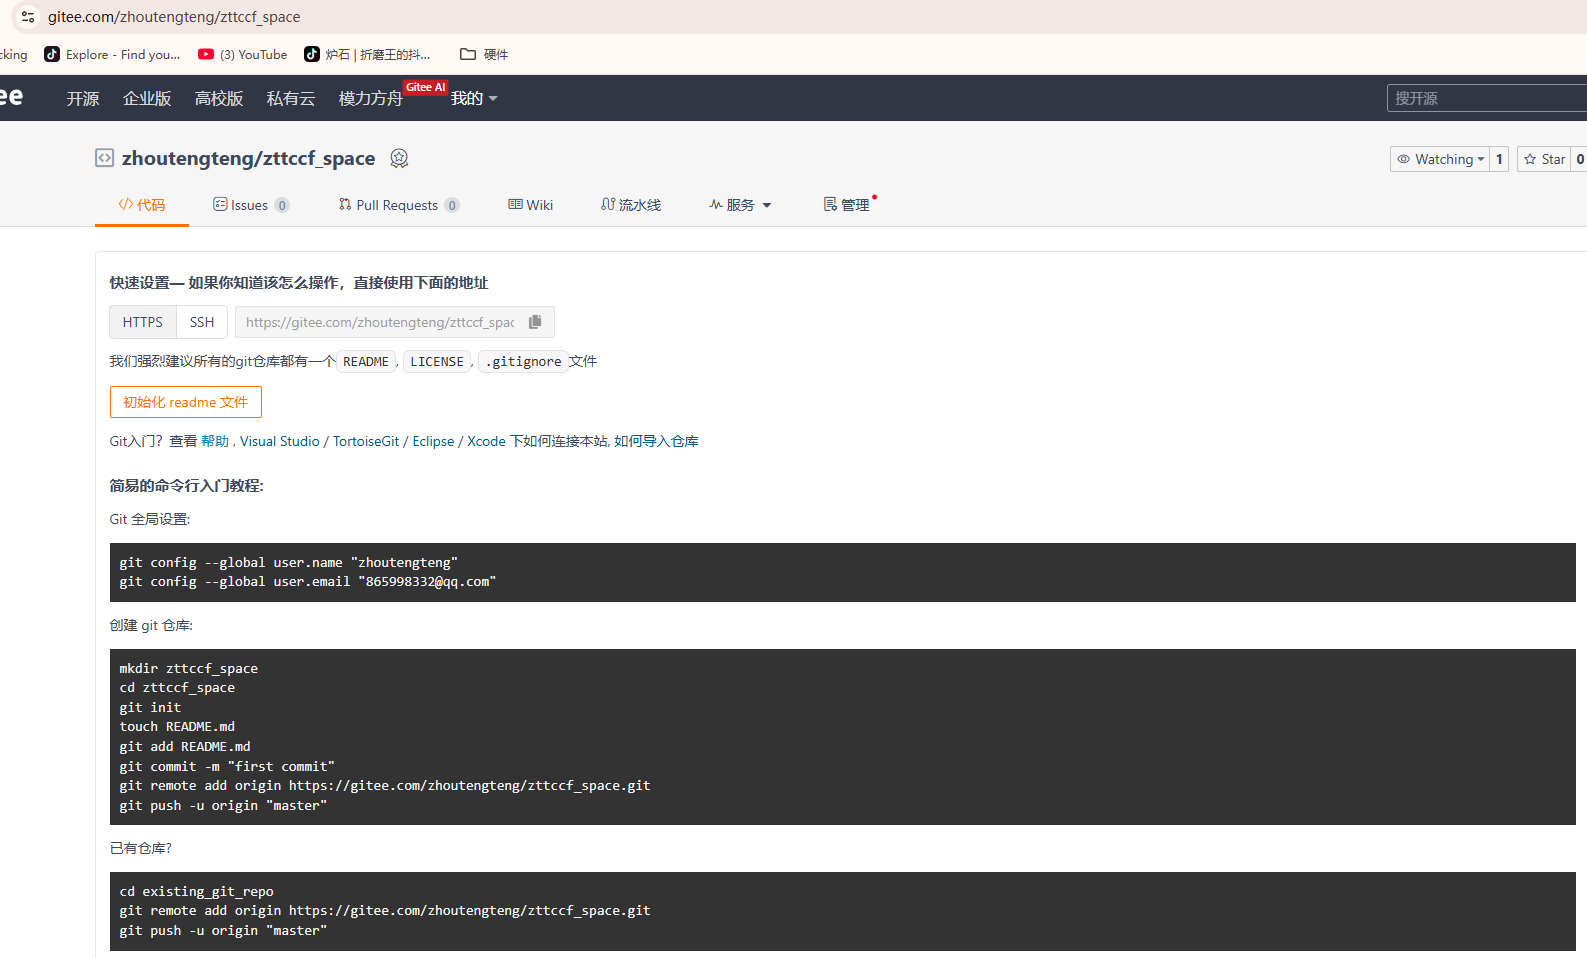 gitee.com/zhoutengteng/zttccf_space
cking Explore - Find you... (3) YouTube 炉石 | 折磨王的抖... 硬件
ee 开源 企业版 高校版 私有云 模力方舟 Gitee AI 我的 搜开源
zhoutengteng/zttccf_space Watching 1 Star 0
代码 Issues 0 Pull Requests 0 Wiki 流水线 服务 管理
快速设置— 如果你知道该怎么操作，直接使用下面的地址
HTTPS SSH https://gitee.com/zhoutengteng/zttccf_spac
我们强烈建议所有的git仓库都有一个 README, LICENSE, .gitignore 文件
初始化 readme 文件
Git入门？查看 帮助 , Visual Studio / TortoiseGit / Eclipse / Xcode 下如何连接本站, 如何导入仓库
简易的命令行入门教程:
Git 全局设置:
git config --global user.name "zhoutengteng"
git config --global user.email "865998332@qq.com"
创建 git 仓库:
mkdir zttccf_space
cd zttccf_space
git init
touch README.md
git add README.md
git commit -m "first commit"
git remote add origin https://gitee.com/zhoutengteng/zttccf_space.git
git push -u origin "master"
已有仓库?
cd existing_git_repo
git remote add origin https://gitee.com/zhoutengteng/zttccf_space.git
git push -u origin "master"